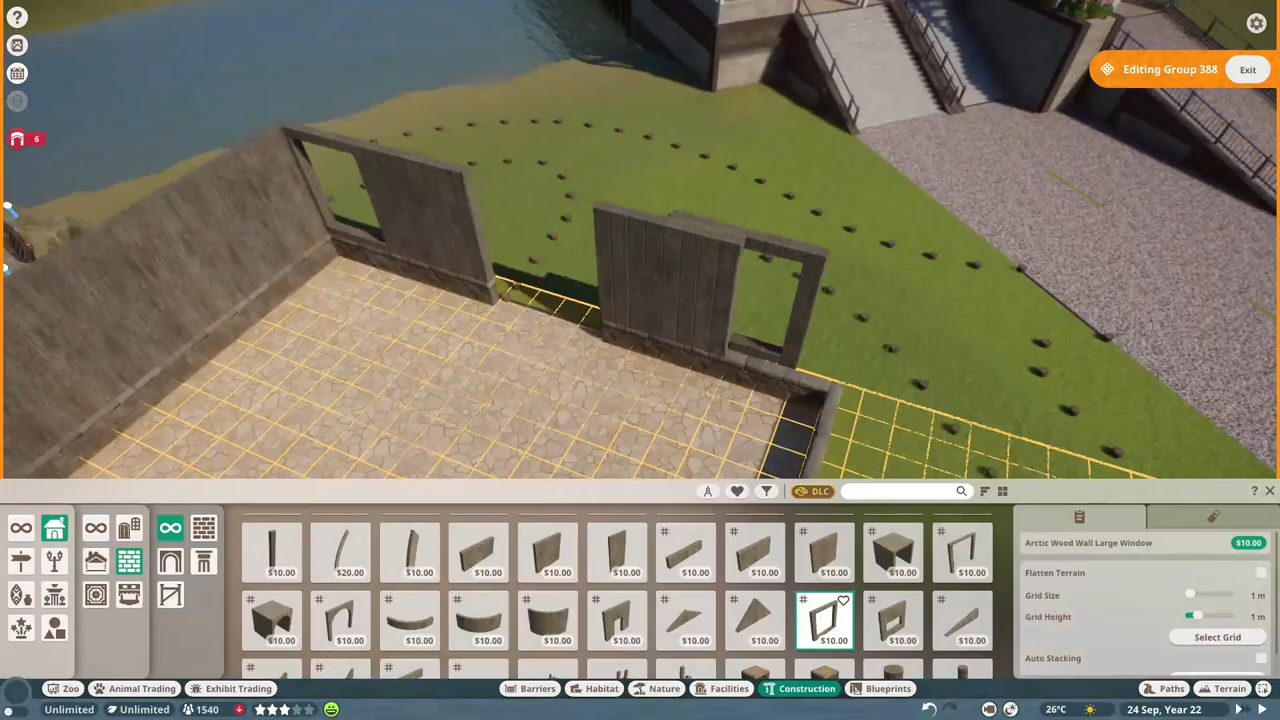 ?
Editing Group 388
Exit
6
DLC
?
$10.00 $20.00 $10.00 $10.00 $10.00 $10.00 $10.00 $10.00 $10.00 $10.00 $10.00
$10.00 $10.00 $10.00 $10.00 $10.00 $10.00 $10.00 $10.00 $10.00 $10.00 $10.00
Arctic Wood Wall Large Window $10.00
Flatten Terrain
Grid Size 1 m
Grid Height 1 m
Select Grid
Auto Stacking
Zoo Animal Trading Exhibit Trading Barriers Habitat Nature Facilities Construction Blueprints Paths Terrain
Unlimited Unlimited 1540 26°C 24 Sep, Year 22